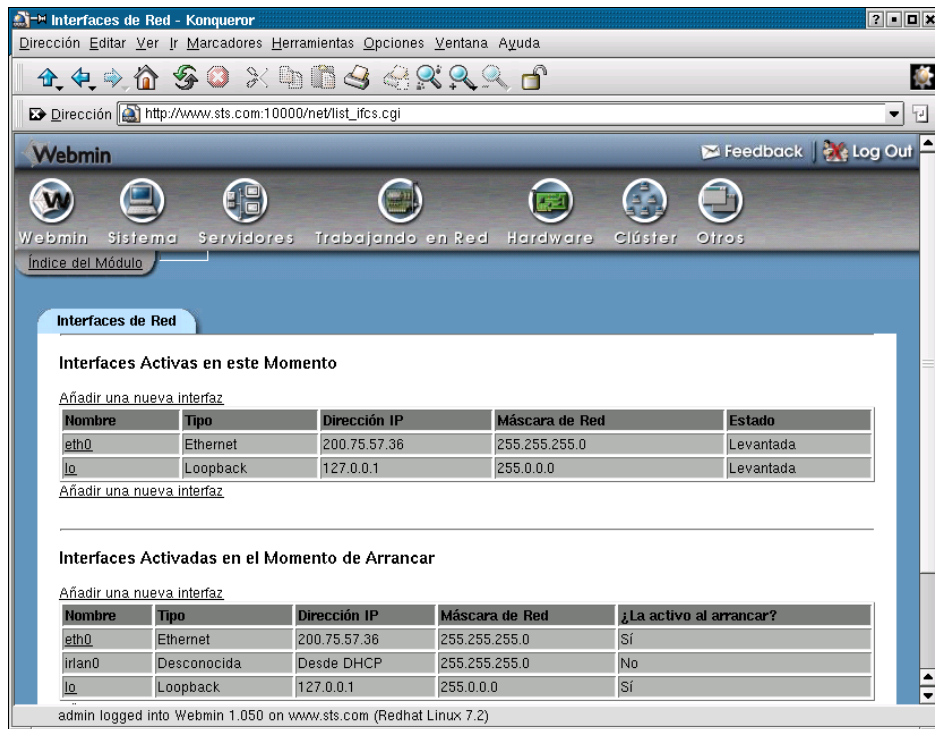 Interfaces de Red - Konqueror
Dirección Editar Ver Ir Marcadores Herramientas Opciones Ventana Ayuda
Dirección http://www.sts.com:10000/net/list_ifcs.cgi
Webmin Feedback Log Out
Webmin Sistema Servidores Trabajando en Red Hardware Clúster Otros
Índice del Módulo
Interfaces de Red
Interfaces Activas en este Momento
Añadir una nueva interfaz
Nombre Tipo Dirección IP Máscara de Red Estado
eth0 Ethernet 200.75.57.36 255.255.255.0 Levantada
lo Loopback 127.0.0.1 255.0.0.0 Levantada
Añadir una nueva interfaz
Interfaces Activadas en el Momento de Arrancar
Añadir una nueva interfaz
Nombre Tipo Dirección IP Máscara de Red ¿La activo al arrancar?
eth0 Ethernet 200.75.57.36 255.255.255.0 Sí
irlan0 Desconocida Desde DHCP 255.255.255.0 No
lo Loopback 127.0.0.1 255.0.0.0 Sí
admin logged into Webmin 1.050 on www.sts.com (Redhat Linux 7.2)